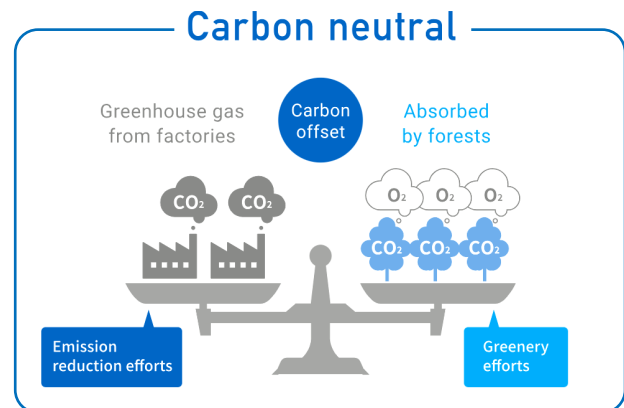 Carbon neutral
Greenhouse gas
from factories
Carbon
offset
Absorbed
by forests
CO₂
CO₂
O₂
O₂
O₂
CO₂
CO₂
CO₂
Emission
reduction efforts
Greenery
efforts